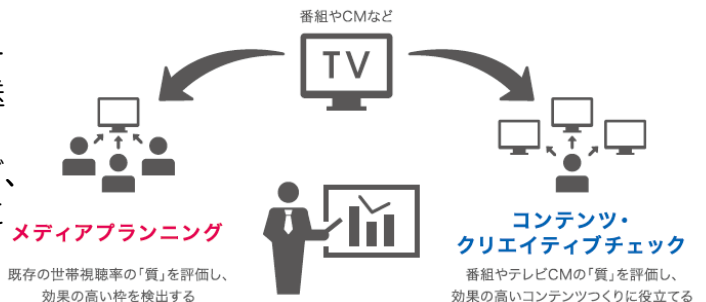 番組やCMなど
TV
メディアプランニング
既存の世帯視聴率の「質」を評価し、
効果の高い枠を検出する
コンテンツ・
クリエイティブチェック
番組やテレビCMの「質」を評価し、
効果の高いコンテンツつくりに役立てる